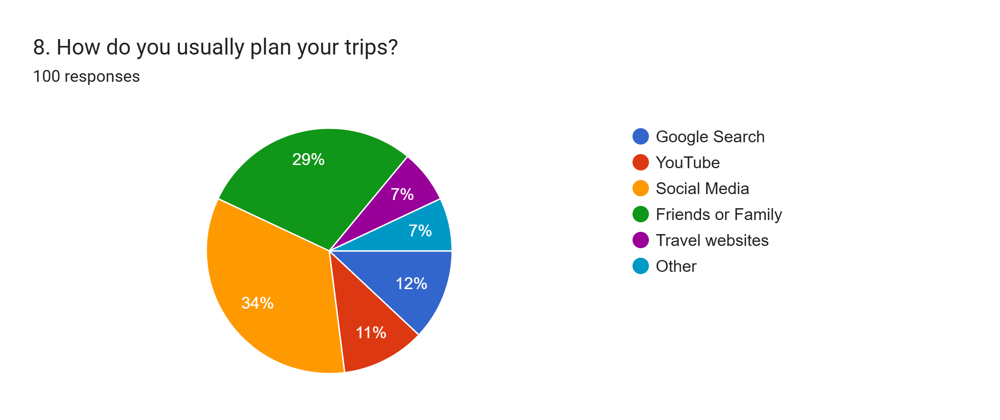 8. How do you usually plan your trips?
100 responses
29%
7%
7%
12%
34%
11%
Google Search
YouTube
Social Media
Friends or Family
Travel websites
Other